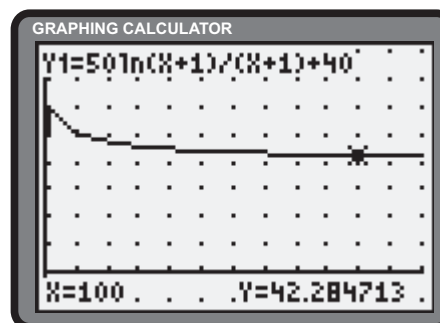 GRAPHING CALCULATOR
Y1=50ln(X+1)/(X+1)+40
X=100 Y=42.284713